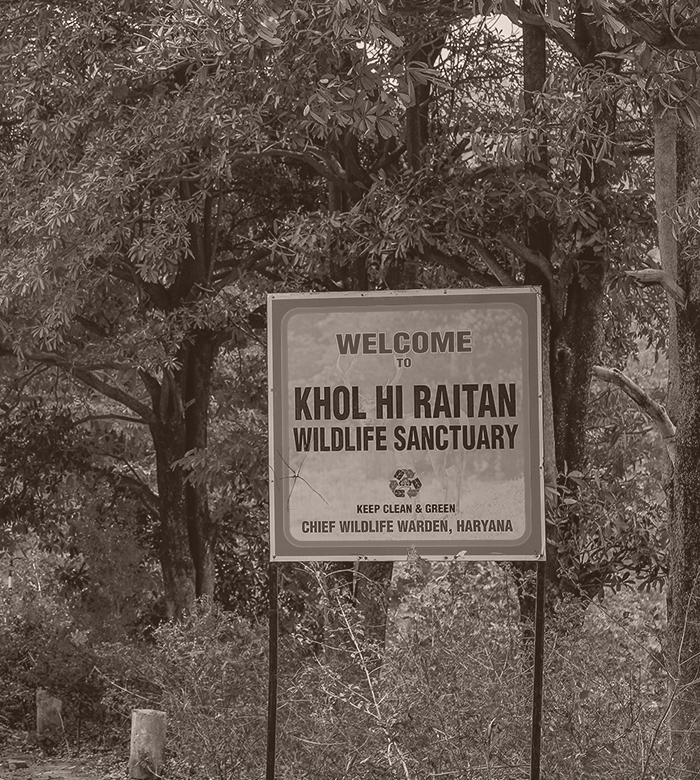 WELCOME
TO
KHOL HI RAITAN
WILDLIFE SANCTUARY
KEEP CLEAN & GREEN
CHIEF WILDLIFE WARDEN, HARYANA